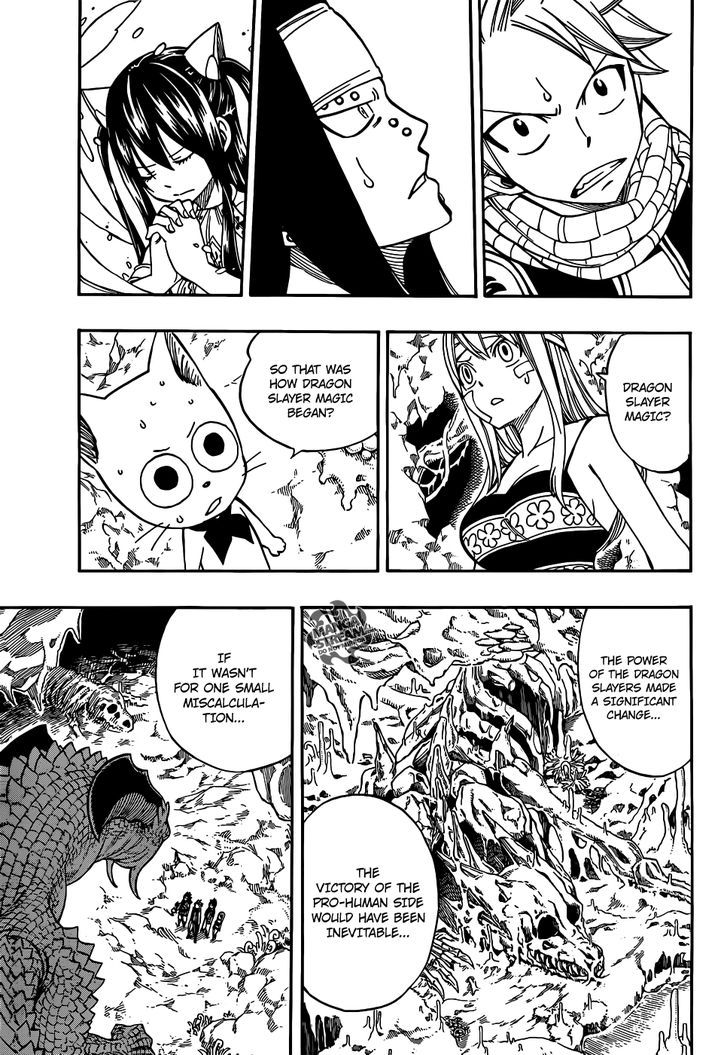 DRAGON
SLAYER
MAGIC?
SO THAT WAS
HOW DRAGON
SLAYER MAGIC
BEGAN?
THE POWER
OF THE DRAGON
SLAYERS MADE
A SIGNIFICANT
CHANGE...
THE
VICTORY OF THE
PRO-HUMAN SIDE
WOULD HAVE BEEN
INEVITABLE...
IF
IT WASN'T
FOR ONE SMALL
MISCALCULA-
TION...
MANGA
STREAM